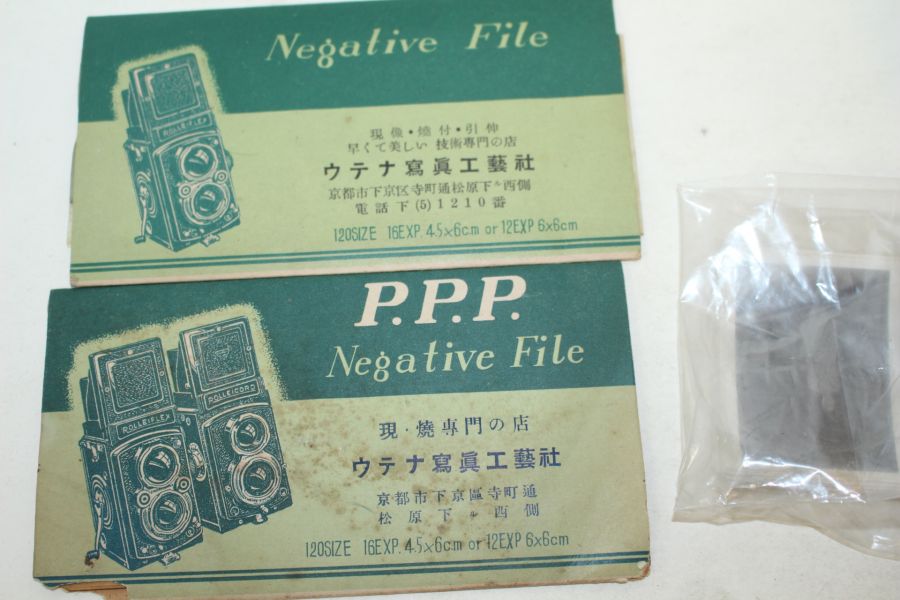 Negative File
ROLLEIFLEX
現像・燒付・引伸
早くて美しい 技術專門の店
ウテナ寫眞工藝社
京都市下京区寺町通松原下ル西側
電話下(5)1210番
120SIZE 16EXP. 4.5×6cm or 12EXP 6×6cm
P.P.P.
Negative File
ROLLEIFLEX
ROLLEICORD
現・燒專門の店
ウテナ寫眞工藝社
京都市下京區寺町通
松原下ル西側
120SIZE 16EXP. 4.5×6cm or 12EXP 6×6cm